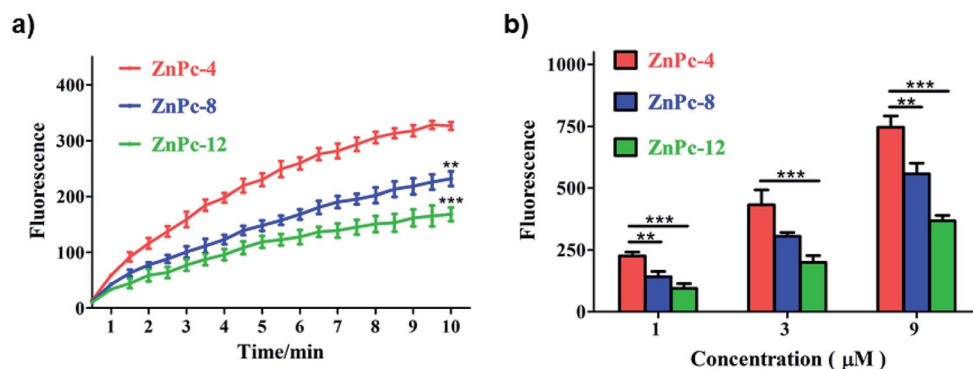 a)
ZnPc-4
ZnPc-8
ZnPc-12
Fluorescence
400
300
200
100
0
**
***
1 2 3 4 5 6 7 8 9 10
Time/min
b)
ZnPc-4
ZnPc-8
ZnPc-12
Fluorescence
1000
750
500
250
0
***
**
***
***
**
1 3 9
Concentration ( μM )